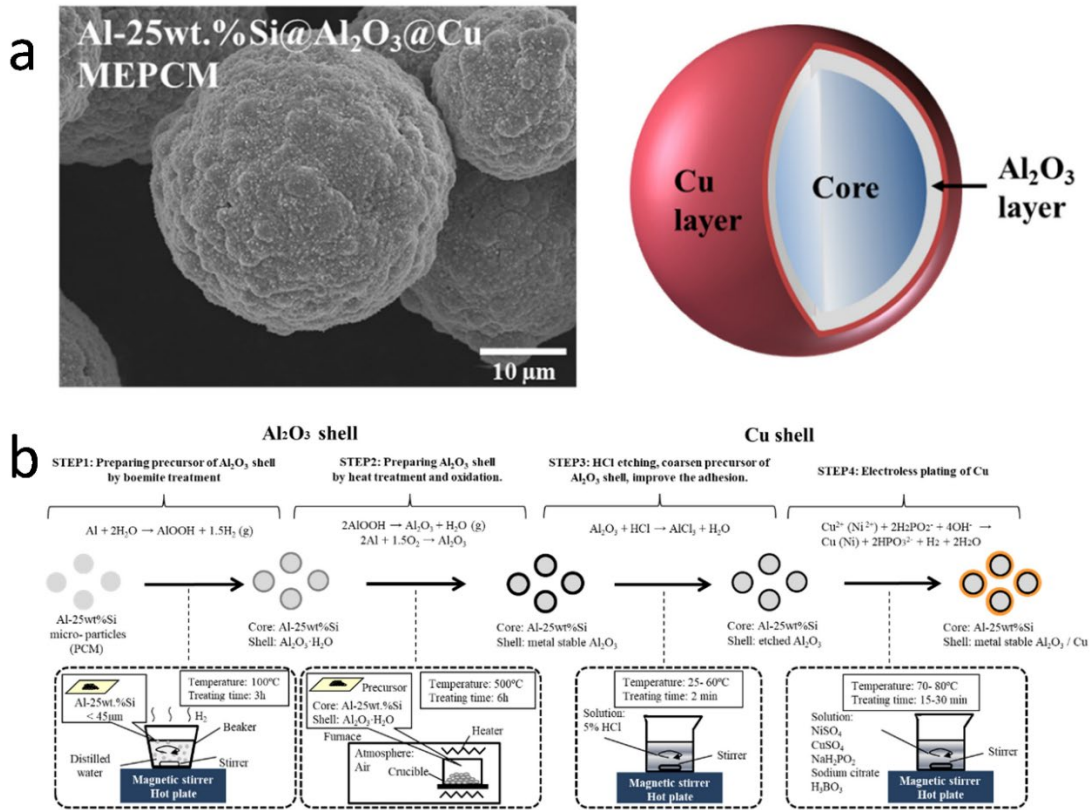 a
Al-25wt.%Si@Al₂O₃@Cu
MEPCM
10 µm
Cu
layer
Core
Al₂O₃
layer
b
Al₂O₃ shell
Cu shell
STEP1: Preparing precursor of Al₂O₃ shell
by boemite treatment
STEP2: Preparing Al₂O₃ shell
by heat treatment and oxidation.
STEP3: HCl etching, coarsen precursor of
Al₂O₃ shell, improve the adhesion.
STEP4: Electroless plating of Cu
Al + 2H₂O → AlOOH + 1.5H₂ (g)
2AlOOH → Al₂O₃ + H₂O (g)
2Al + 1.5O₂ → Al₂O₃
Al₂O₃ + HCl → AlCl₃ + H₂O
Cu²⁺ (Ni²⁺) + 2H₂PO₂⁻ + 4OH⁻ →
Cu (Ni) + 2HPO₃²⁻ + H₂ + 2H₂O
Al-25wt%Si
micro- particles
(PCM)
Core: Al-25wt%Si
Shell: Al₂O₃·H₂O
Core: Al-25wt%Si
Shell: metal stable Al₂O₃
Core: Al-25wt%Si
Shell: etched Al₂O₃
Core: Al-25wt%Si
Shell: metal stable Al₂O₃ / Cu
Temperature: 100ºC
Treating time: 3h
Al-25wt.%Si
< 45µm
H₂
Beaker
Distilled
water
Stirrer
Magnetic stirrer
Hot plate
Precursor
Core: Al-25wt.%Si
Shell: Al₂O₃·H₂O
Temperature: 500ºC
Treating time: 6h
Furnace
Heater
Atmosphere:
Air
Crucible
Temperature: 25- 60ºC
Treating time: 2 min
Solution:
5% HCl
Stirrer
Magnetic stirrer
Hot plate
Temperature: 70- 80ºC
Treating time: 15-30 min
Solution:
NiSO₄
CuSO₄
NaH₂PO₂
Sodium citrate
H₃BO₃
Stirrer
Magnetic stirrer
Hot plate